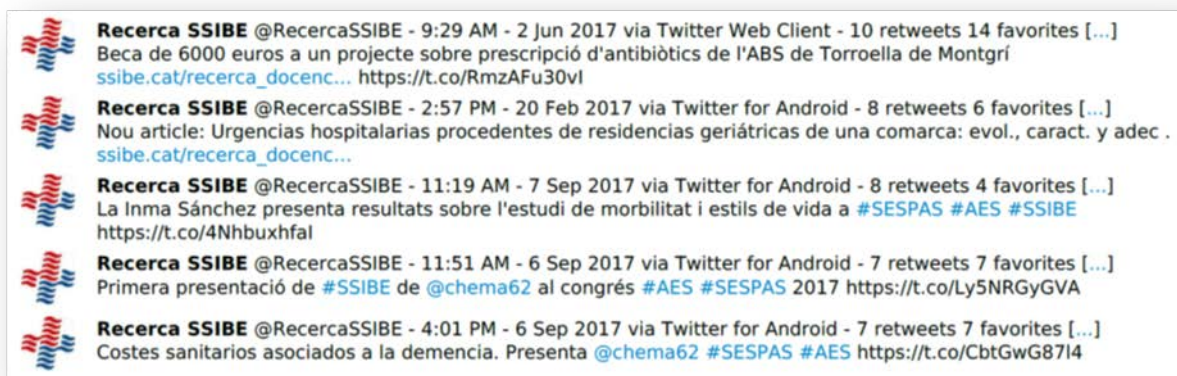 Recerca SSIBE @RecercaSSIBE - 9:29 AM - 2 Jun 2017 via Twitter Web Client - 10 retweets 14 favorites [...]
Beca de 6000 euros a un projecte sobre prescripció d'antibiòtics de l'ABS de Torroella de Montgrí
ssibe.cat/recerca_docenc... https://t.co/RmzAFu30vI
Recerca SSIBE @RecercaSSIBE - 2:57 PM - 20 Feb 2017 via Twitter for Android - 8 retweets 6 favorites [...]
Nou article: Urgencias hospitalarias procedentes de residencias geriátricas de una comarca: evol., caract. y adec .
ssibe.cat/recerca_docenc...
Recerca SSIBE @RecercaSSIBE - 11:19 AM - 7 Sep 2017 via Twitter for Android - 8 retweets 4 favorites [...]
La Inma Sánchez presenta resultats sobre l'estudi de morbilitat i estils de vida a #SESPAS #AES #SSIBE
https://t.co/4NhbuxhfaI
Recerca SSIBE @RecercaSSIBE - 11:51 AM - 6 Sep 2017 via Twitter for Android - 7 retweets 7 favorites [...]
Primera presentació de #SSIBE de @chema62 al congrés #AES #SESPAS 2017 https://t.co/Ly5NRGyGVA
Recerca SSIBE @RecercaSSIBE - 4:01 PM - 6 Sep 2017 via Twitter for Android - 7 retweets 7 favorites [...]
Costes sanitarios asociados a la demencia. Presenta @chema62 #SESPAS #AES https://t.co/CbtGwG87l4